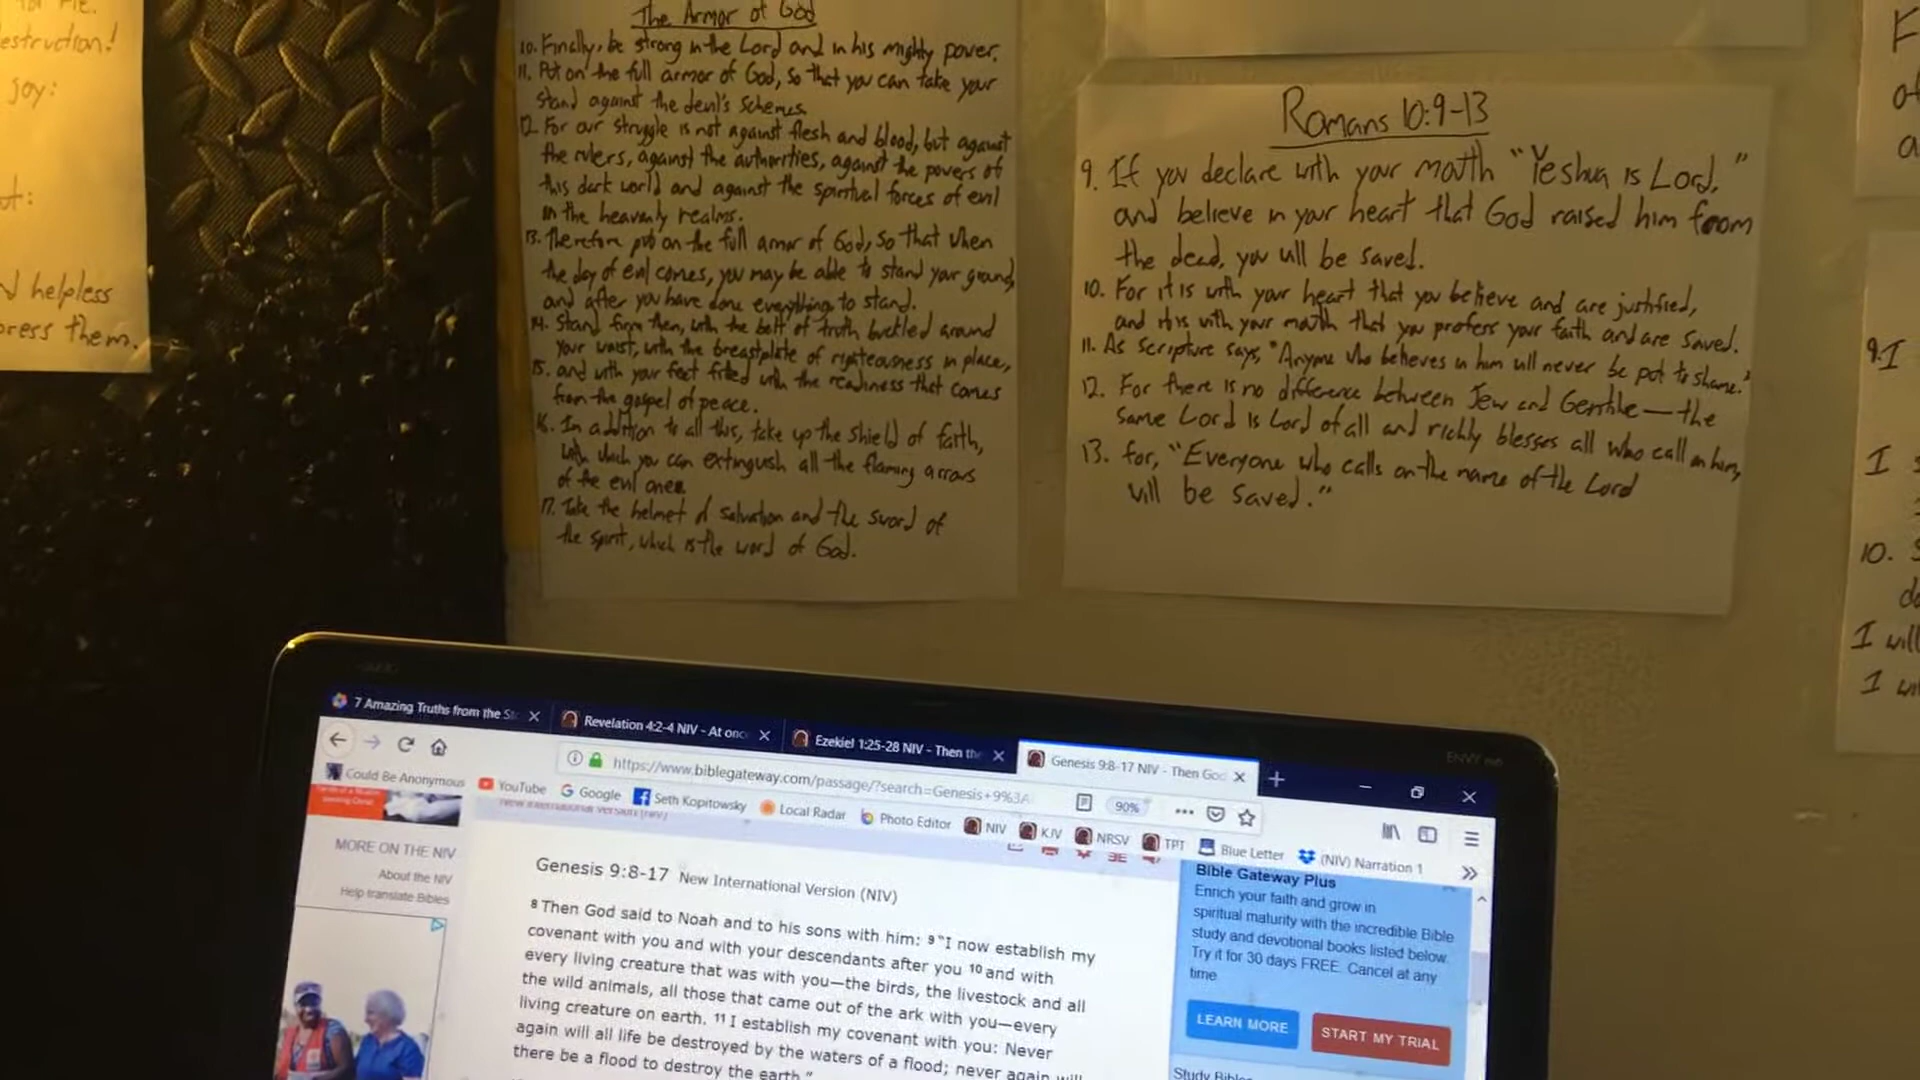 for me.
estruction!
joy:
ut:
d helpless
press them.
The Armor of God
10. Finally, be strong in the Lord and in his mighty power.
11. Put on the full armor of God, so that you can take your
stand against the devil's schemes.
12. For our struggle is not against flesh and blood, but against
the rulers, against the authorities, against the powers of
this dark world and against the spiritual forces of evil
in the heavenly realms.
13. Therefore put on the full armor of God, so that when
the day of evil comes, you may be able to stand your ground,
and after you have done everything, to stand.
14. Stand firm then, with the belt of truth buckled around
your waist, with the breastplate of righteousness in place,
15. and with your feet fitted with the readiness that comes
from the gospel of peace.
16. In addition to all this, take up the shield of faith,
with which you can extinguish all the flaming arrows
of the evil one.
17. Take the helmet of salvation and the sword of
the spirit, which is the word of God.
Romans 10:9-13
9. If you declare with your mouth "Yeshua is Lord,"
and believe in your heart that God raised him from
the dead, you will be saved.
10. For it is with your heart that you believe and are justified,
and it is with your mouth that you profess your faith and are saved.
11. As Scripture says, "Anyone who believes in him will never be put to shame."
12. For there is no difference between Jew and Gentile—the
same Lord is Lord of all and richly blesses all who call on him,
13. for, "Everyone who calls on the name of the Lord
will be saved."
of
a
9. I
I
10.
I will
I wi
ENVY m6
7 Amazing Truths from the St
Revelation 4:2-4 NIV - At onc
Ezekiel 1:25-28 NIV - Then th
Genesis 9:8-17 NIV - Then God
https://www.biblegateway.com/passage/?search=Genesis+9%3A
90%
Could Be Anonymous
YouTube
Google
Seth Kopitowsky
Local Radar
Photo Editor
NIV
KJV
NRSV
TPT
Blue Letter
(NIV) Narration 1
New International Version (NIV)
MORE ON THE NIV
About the NIV
Help translate Bibles
Genesis 9:8-17 New International Version (NIV)
8 Then God said to Noah and to his sons with him: 9 "I now establish my
covenant with you and with your descendants after you 10 and with
every living creature that was with you—the birds, the livestock and all
the wild animals, all those that came out of the ark with you—every
living creature on earth. 11 I establish my covenant with you: Never
again will all life be destroyed by the waters of a flood; never again will
there be a flood to destroy the earth."
Bible Gateway Plus
Enrich your faith and grow in
spiritual maturity with the incredible Bible
study and devotional books listed below.
Try it for 30 days FREE. Cancel at any
time
LEARN MORE
START MY TRIAL
Study Bibles